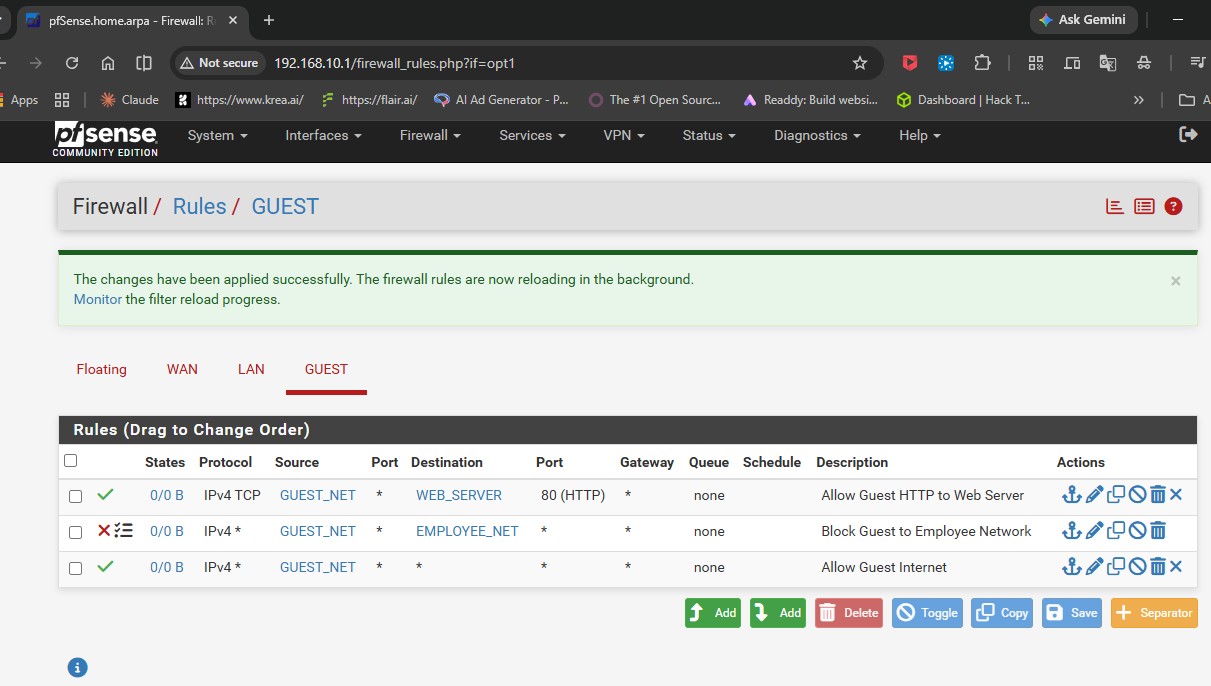 pfSense.home.arpa - Firewall: R
Ask Gemini
Not secure 192.168.10.1/firewall_rules.php?if=opt1
Apps Claude https://www.krea.ai/ https://flair.ai/ AI Ad Generator - P... The #1 Open Sourc... Readdy: Build websi... Dashboard | Hack T... » A
pfsense System Interfaces Firewall Services VPN Status Diagnostics Help
COMMUNITY EDITION
Firewall / Rules / GUEST
The changes have been applied successfully. The firewall rules are now reloading in the background.
Monitor the filter reload progress.
Floating WAN LAN GUEST
Rules (Drag to Change Order)
States Protocol Source Port Destination Port Gateway Queue Schedule Description Actions
0/0 B IPv4 TCP GUEST_NET * WEB_SERVER 80 (HTTP) * none Allow Guest HTTP to Web Server
0/0 B IPv4 * GUEST_NET * EMPLOYEE_NET * * none Block Guest to Employee Network
0/0 B IPv4 * GUEST_NET * * * * none Allow Guest Internet
Add Add Delete Toggle Copy Save Separator